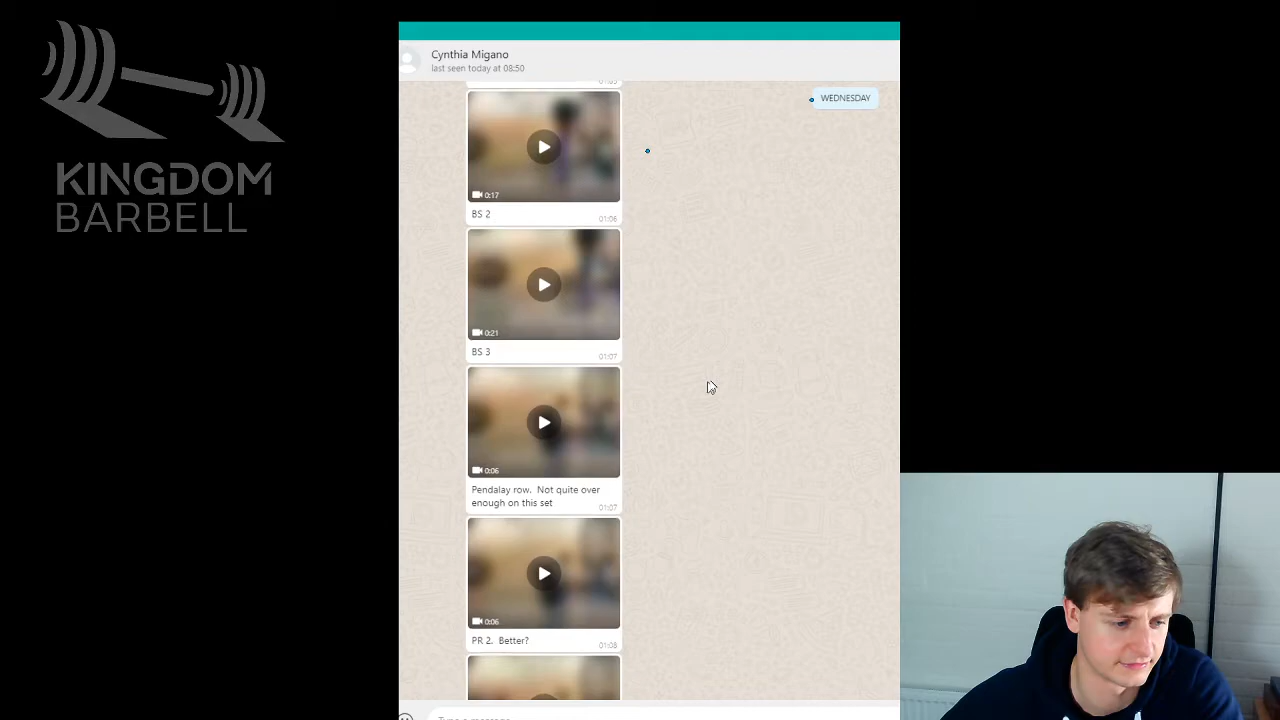 KINGDOM
BARBELL
Cynthia Migano
last seen today at 08:50
WEDNESDAY
0:17
BS 2
01:06
0:21
BS 3
01:07
0:06
Pendalay row. Not quite over
enough on this set
01:07
0:06
PR 2. Better?
01:08
Type a message